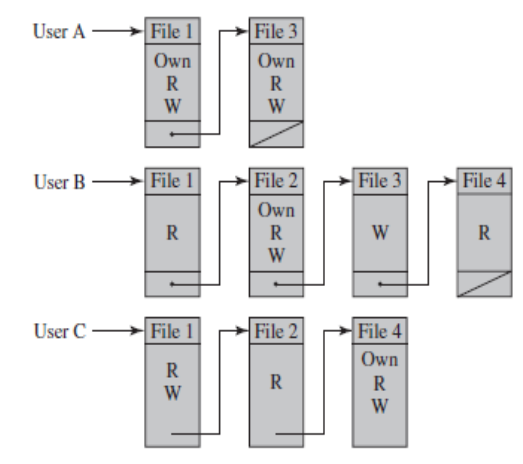 User A File 1 File 3
Own Own
R R
W W
User B File 1 File 2 File 3 File 4
Own
R R W R
W
User C File 1 File 2 File 4
Own
R R R
W W